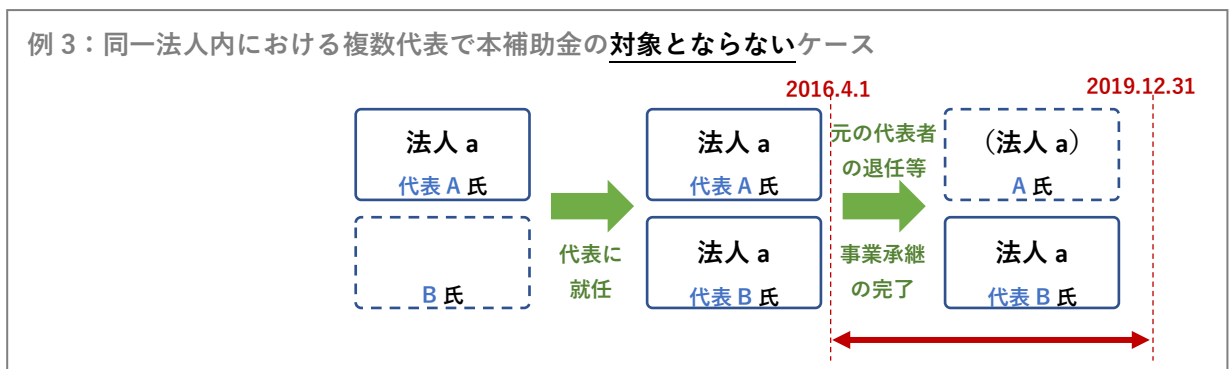 例 3：同一法人内における複数代表で本補助金の対象とならないケース
2016.4.1
2019.12.31
法人 a
代表 A 氏
B 氏
代表に
就任
法人 a
代表 A 氏
法人 a
代表 B 氏
元の代表者
の退任等
事業承継
の完了
（法人 a）
A 氏
法人 a
代表 B 氏